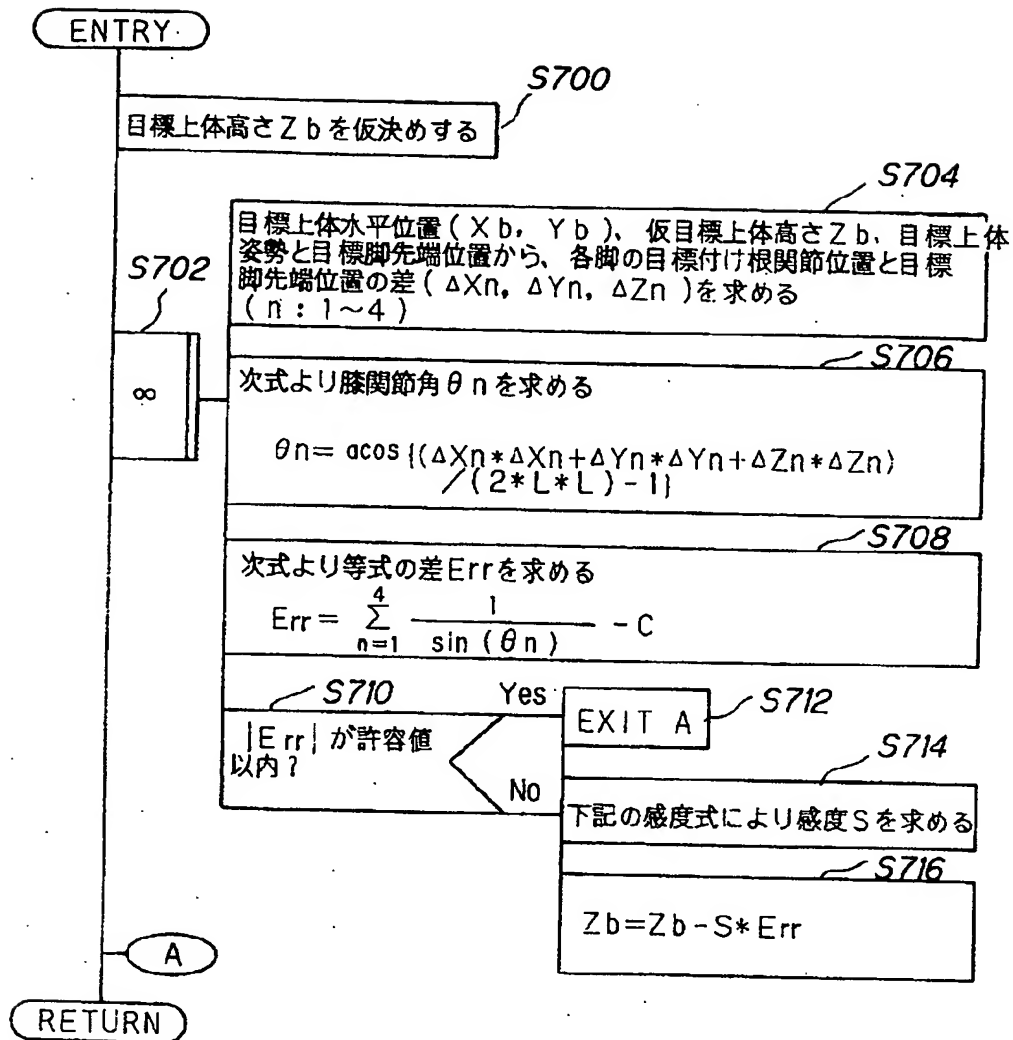 ENTRY
S700
目標上体高さZbを仮決めする
S704
目標上体水平位置(Xb, Yb)、仮目標上体高さZb、目標上体
姿勢と目標脚先端位置から、各脚の目標付け根関節位置と目標
脚先端位置の差(ΔXn, ΔYn, ΔZn)を求める
(n:1~4)
S702
∞
S706
次式より膝関節角θnを求める
θn= acos{(ΔXn*ΔXn+ΔYn*ΔYn+ΔZn*ΔZn)
/(2*L*L)-1}
S708
次式より等式の差Errを求める
Err= 4Σn=1 1/sin(θn) -C
S710
|Err|が許容値
以内?
Yes
EXIT A
S712
No
S714
下記の感度式により感度Sを求める
S716
Zb=Zb-S*Err
A
RETURN